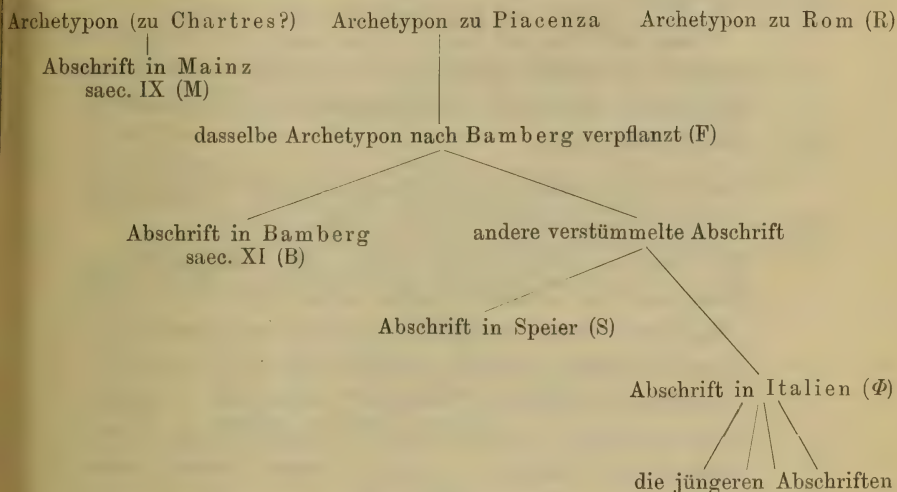 Archetypon (zu Chartres?) Archetypon zu Piacenza Archetypon zu Rom (R)
Abschrift in Mainz
saec. IX (M)
dasselbe Archetypon nach Bamberg verpflanzt (F)
Abschrift in Bamberg andere verstümmelte Abschrift
saec. XI (B)
Abschrift in Speier (S)
Abschrift in Italien (Φ)
die jüngeren Abschriften